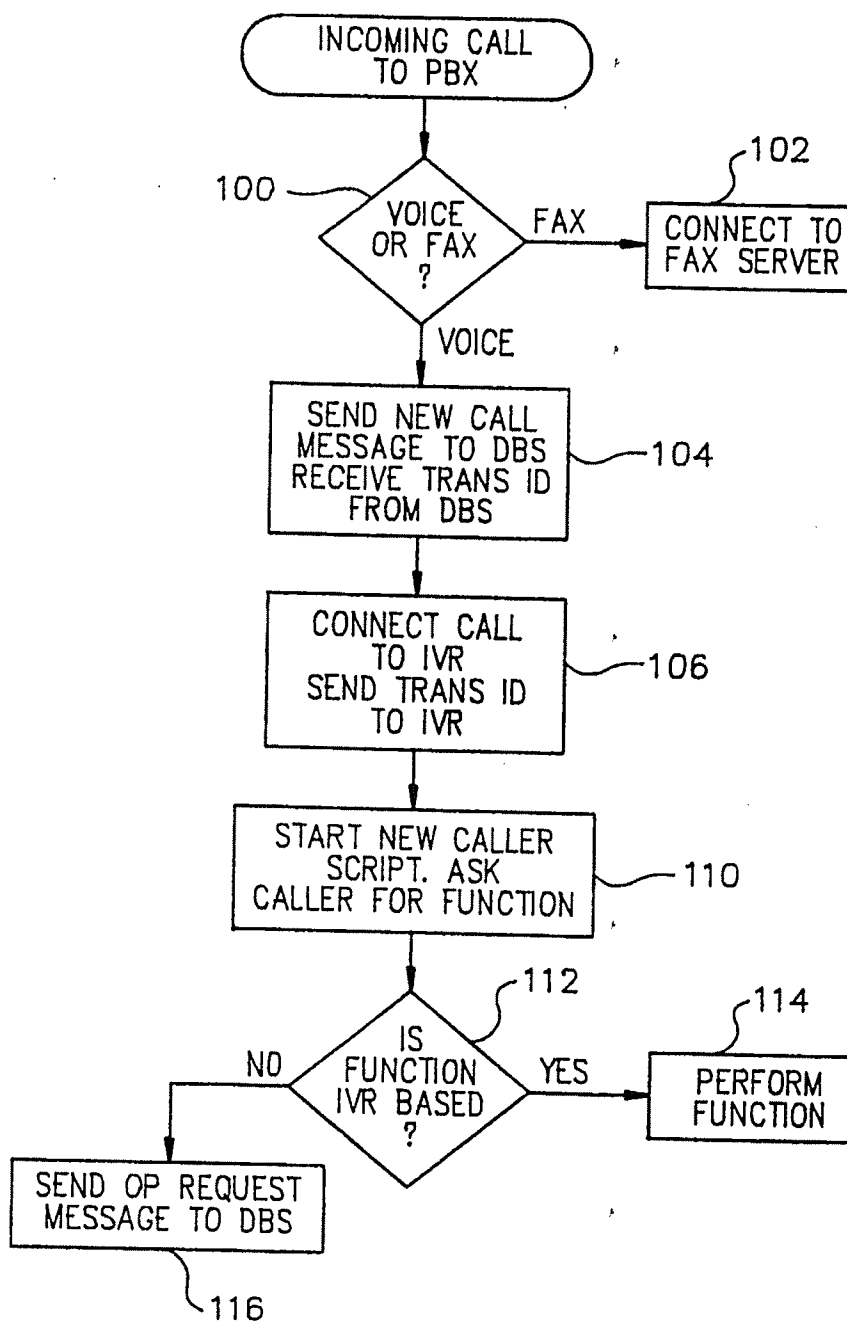 INCOMING CALL
TO PBX
100
VOICE
OR FAX
?
FAX
102
CONNECT TO
FAX SERVER
VOICE
SEND NEW CALL
MESSAGE TO DBS
RECEIVE TRANS ID
FROM DBS
104
CONNECT CALL
TO IVR
SEND TRANS ID
TO IVR
106
START NEW CALLER
SCRIPT. ASK
CALLER FOR FUNCTION
110
112
IS
FUNCTION
IVR BASED
?
NO
YES
114
PERFORM
FUNCTION
SEND OP REQUEST
MESSAGE TO DBS
116